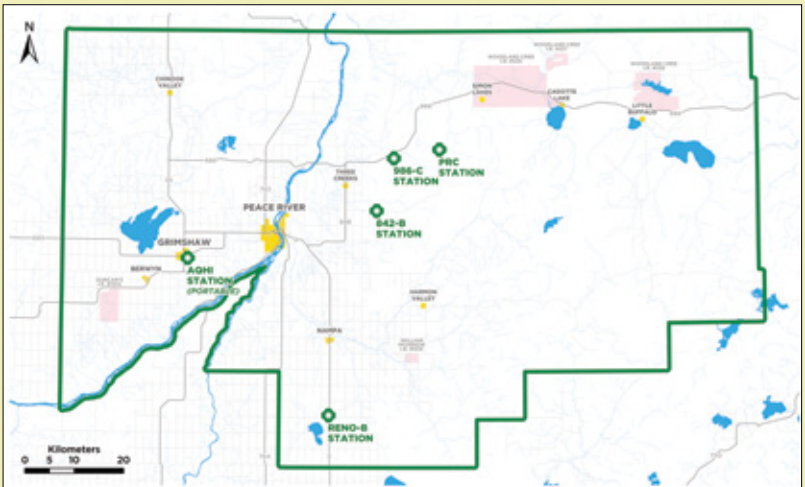 N
CHINOOK
VALLEY
SIMON
LAKES
CADOTTE
LAKE
LITTLE
BUFFALO
986-C
STATION
PRC
STATION
THREE
CREEKS
842-B
STATION
PEACE RIVER
GRIMSHAW
AQHI
STATION
(PORTABLE)
BERWYN
HARMON
VALLEY
NAMPA
RENO-B
STATION
Kilometers
0 5 10 20